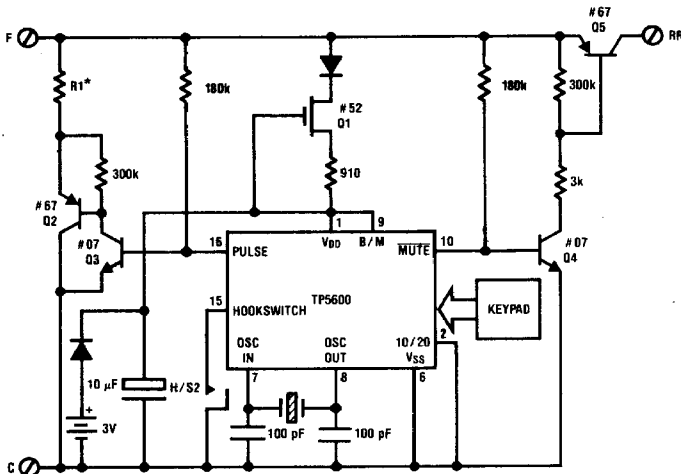 #67
Q5
F
RR
R1*
180k
#52
Q1
180k
300k
300k
910
3k
#67
Q2
#07
Q3
1
9
VDD
B/M
16
PULSE
MUTE
10
#07
Q4
15
HOOKSWITCH
TP5600
KEYPAD
OSC
IN
OSC
OUT
10/20
2
VSS
7
8
6
10 μF
H/S2
+
3V
100 pF
100 pF
C